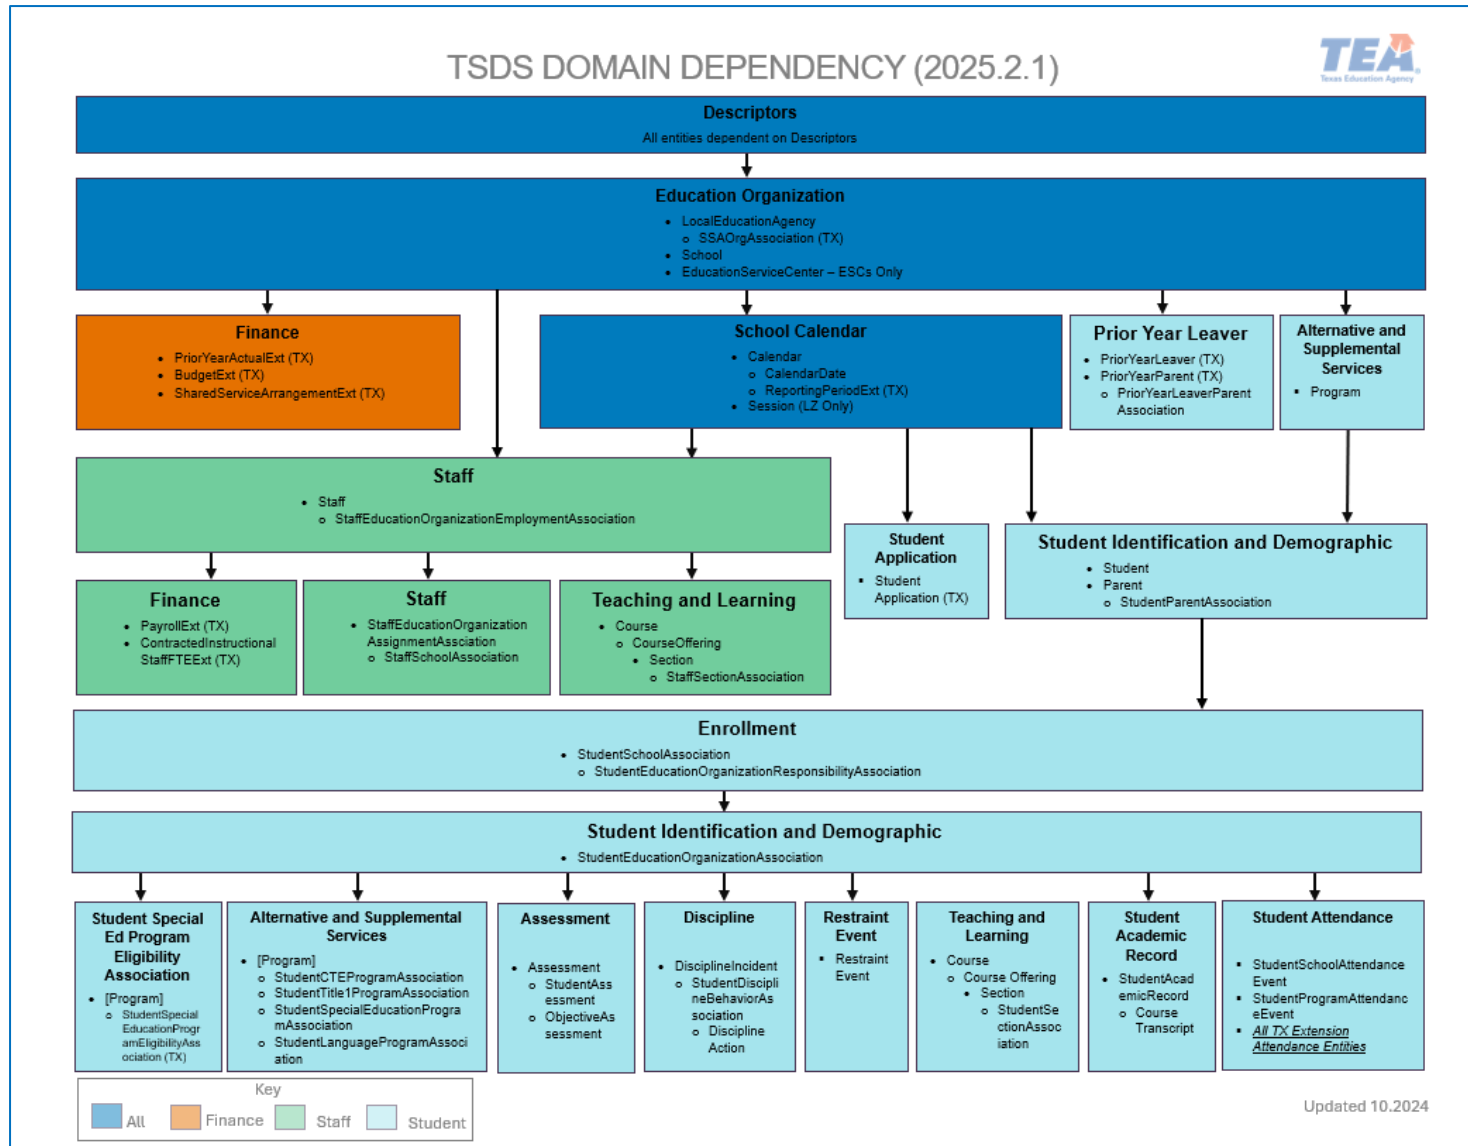 TSDS DOMAIN DEPENDENCY (2025.2.1)
TEA
Texas Education Agency
Descriptors
All entities dependent on Descriptors
Education Organization
• LocalEducationAgency
o SSAOrgAssociation (TX)
• School
• EducationServiceCenter – ESCs Only
Finance
• PriorYearActualExt (TX)
• BudgetExt (TX)
• SharedServiceArrangementExt (TX)
School Calendar
• Calendar
o CalendarDate
o ReportingPeriodExt (TX)
• Session (LZ Only)
Prior Year Leaver
• PriorYearLeaver (TX)
• PriorYearParent (TX)
o PriorYearLeaverParent
Association
Alternative and
Supplemental
Services
▪ Program
Staff
• Staff
o StaffEducationOrganizationEmploymentAssociation
Student
Application
▪ Student
Application (TX)
Student Identification and Demographic
• Student
• Parent
o StudentParentAssociation
Finance
• PayrollExt (TX)
• ContractedInstructional
StaffFTEExt (TX)
Staff
• StaffEducationOrganization
AssignmentAssciation
o StaffSchoolAssociation
Teaching and Learning
• Course
o CourseOffering
• Section
o StaffSectionAssociation
Enrollment
• StudentSchoolAssociation
o StudentEducationOrganizationResponsibilityAssociation
Student Identification and Demographic
• StudentEducationOrganizationAssociation
Student Special
Ed Program
Eligibility
Association
• [Program]
o StudentSpecial
EducationProgr
amEligibilityAss
ociation (TX)
Alternative and Supplemental
Services
• [Program]
o StudentCTEProgramAssociation
o StudentTitle1ProgramAssociation
o StudentSpecialEducationProgra
mAssociation
o StudentLanguageProgramAssoci
ation
Assessment
• Assessment
o StudentAss
essment
o ObjectiveAs
sessment
Discipline
• DisciplineIncident
o StudentDiscipli
neBehaviorAs
sociation
o Discipline
Action
Restraint
Event
▪ Restraint
Event
Teaching and
Learning
• Course
o Course Offering
• Section
o StudentSe
ctionAssoc
iation
Student
Academic
Record
• StudentAcad
emicRecord
o Course
Transcript
Student Attendance
▪ StudentSchoolAttendance
Event
▪ StudentProgramAttendanc
eEvent
▪ All TX Extension
Attendance Entities
Key
All
Finance
Staff
Student
Updated 10.2024